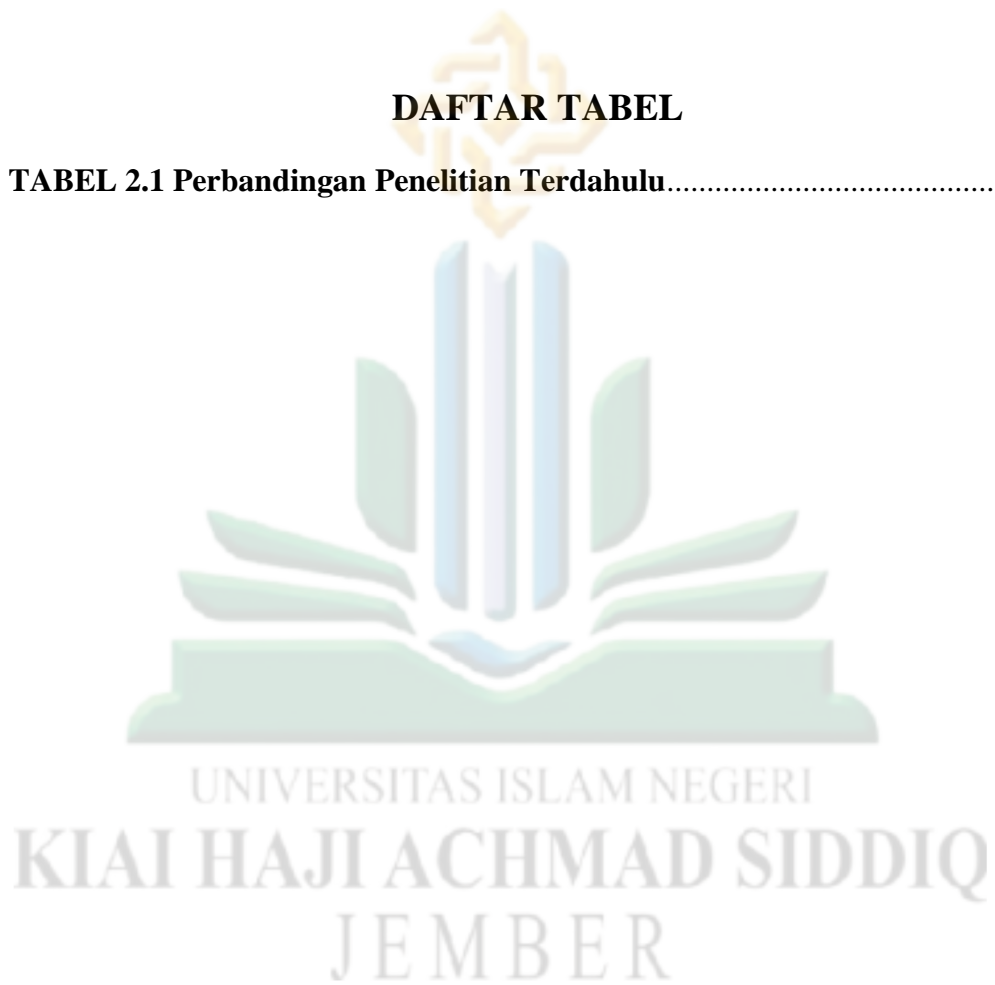 DAFTAR TABEL
TABEL 2.1 Perbandingan Penelitian Terdahulu.........................................
UNIVERSITAS ISLAM NEGERI
KIAI HAJI ACHMAD SIDDIQ
JEMBER